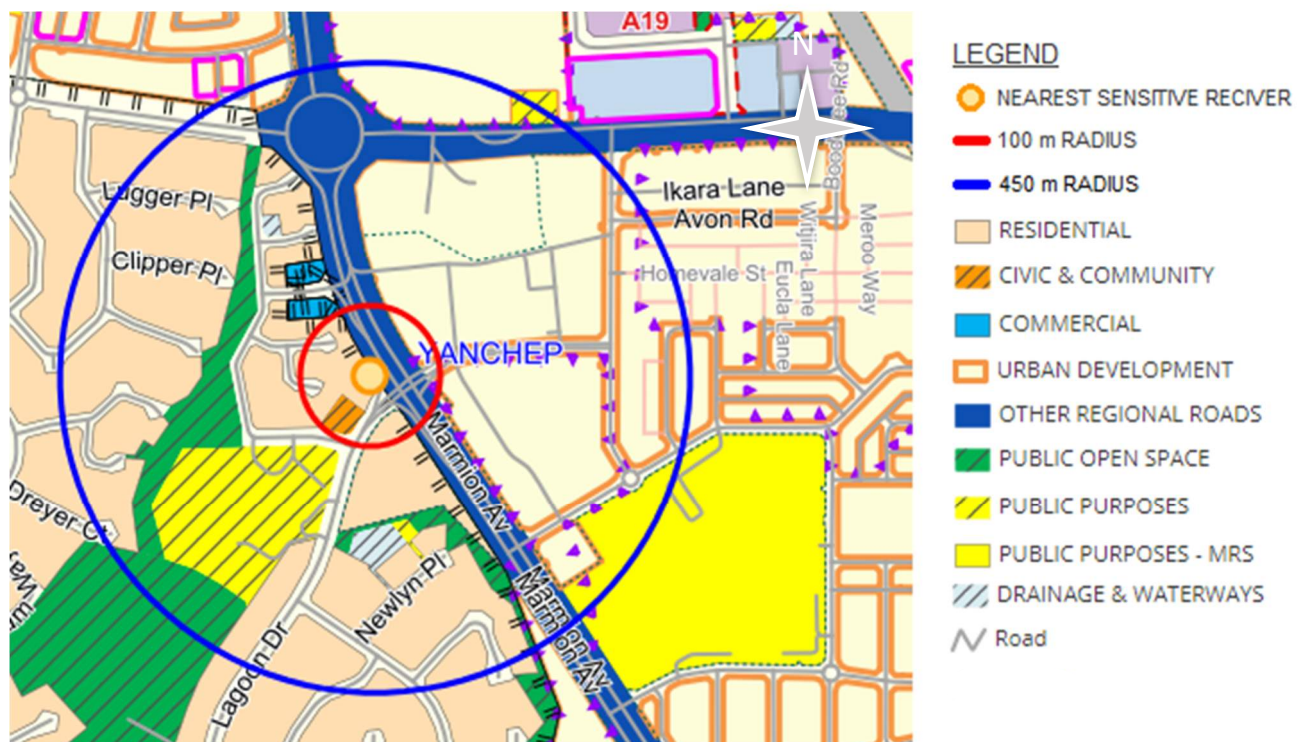 A19
N
Lugger Pl
Clipper Pl
Ikara Lane
Avon Rd
Homevale St
Witjira Lane
Eucla Lane
Meroo Way
YANCHEP
Marmion Av
Dreyer Ct
Newlyn Pl
Lagoon Dr
Marmion Av
Marmion Av
LEGEND
NEAREST SENSITIVE RECIVER
100 m RADIUS
450 m RADIUS
RESIDENTIAL
CIVIC & COMMUNITY
COMMERCIAL
URBAN DEVELOPMENT
OTHER REGIONAL ROADS
PUBLIC OPEN SPACE
PUBLIC PURPOSES
PUBLIC PURPOSES - MRS
DRAINAGE & WATERWAYS
Road